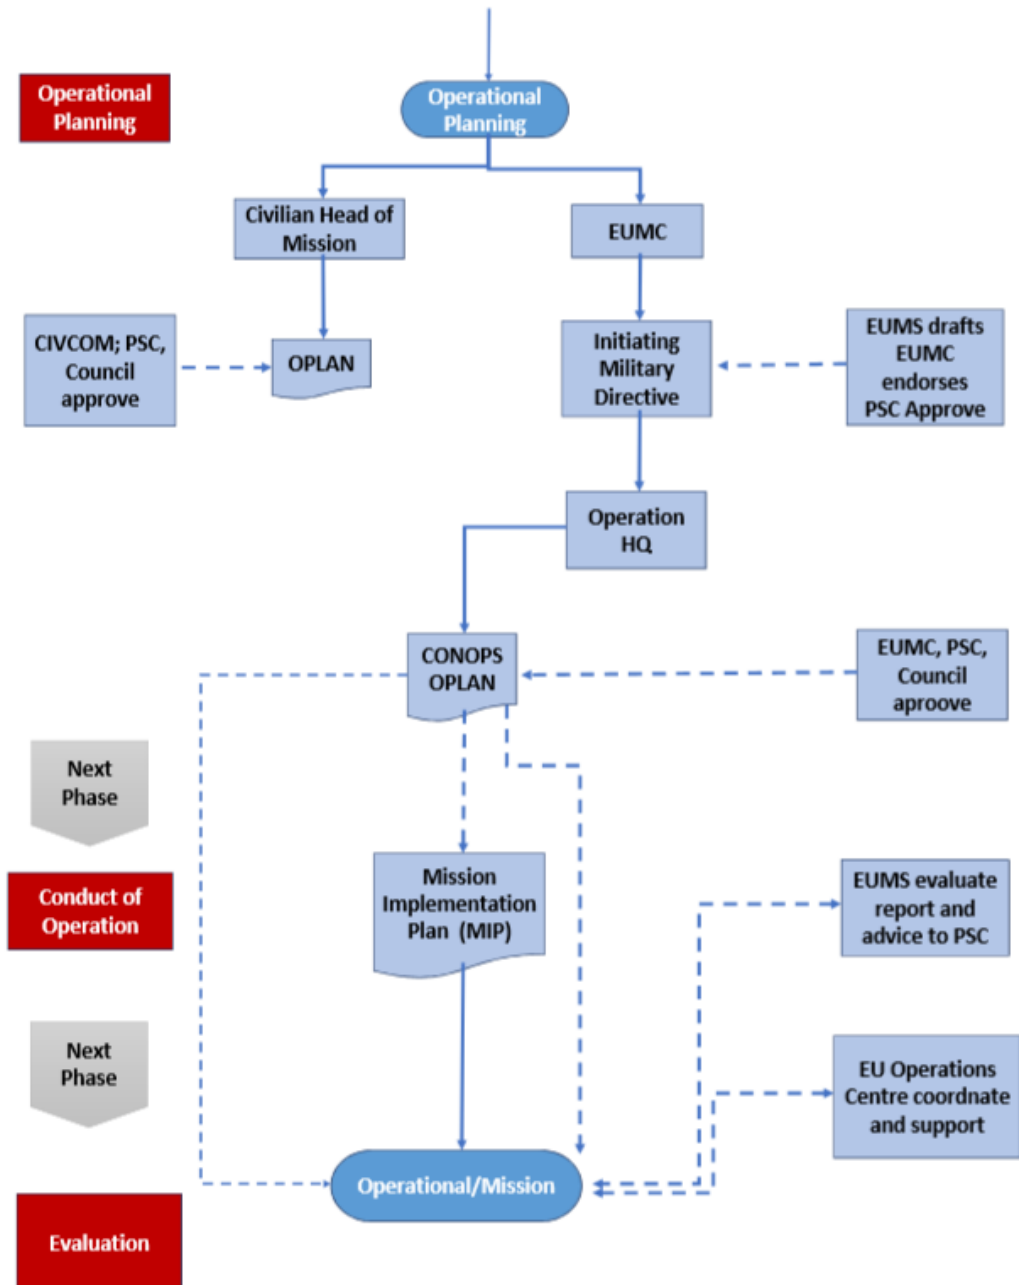 Operational
Planning
Operational
Planning
Civilian Head of
Mission
EUMC
CIVCOM; PSC,
Council
approve
OPLAN
Initiating
Military
Directive
EUMS drafts
EUMC
endorses
PSC Approve
Operation
HQ
CONOPS
OPLAN
EUMC, PSC,
Council
aproove
Next
Phase
Conduct of
Operation
Mission
Implementation
Plan (MIP)
EUMS evaluate
report and
advice to PSC
Next
Phase
EU Operations
Centre coordnate
and support
Operational/Mission
Evaluation